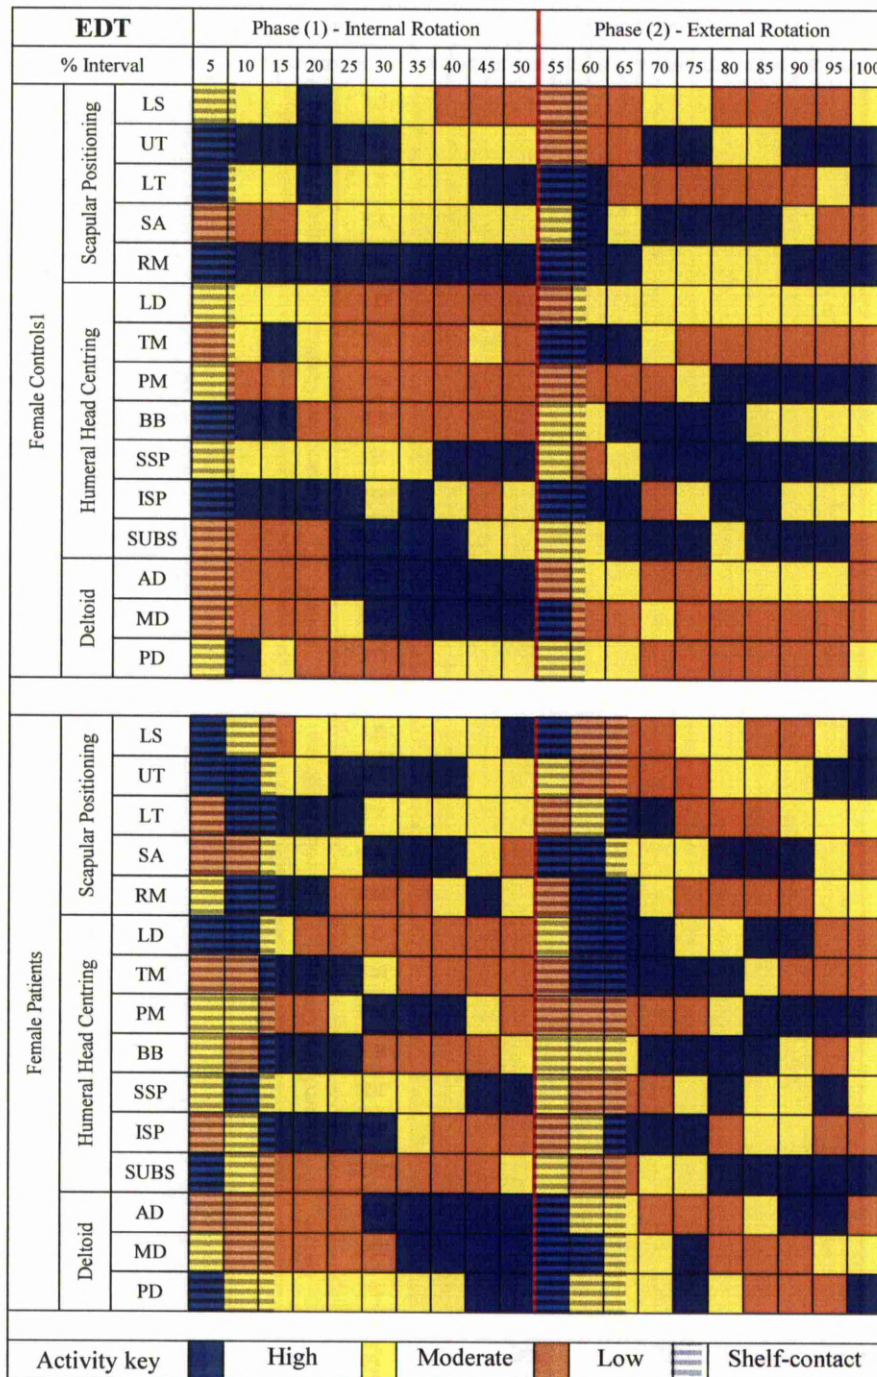 EDT Phase (1) - Internal Rotation Phase (2) - External Rotation
% Interval 5 10 15 20 25 30 35 40 45 50 55 60 65 70 75 80 85 90 95 100
Female Controls1
Scapular Positioning
LS
UT
LT
SA
RM
Humeral Head Centring
LD
TM
PM
BB
SSP
ISP
SUBS
Deltoid
AD
MD
PD
Female Patients
Scapular Positioning
LS
UT
LT
SA
RM
Humeral Head Centring
LD
TM
PM
BB
SSP
ISP
SUBS
Deltoid
AD
MD
PD
Activity key High Moderate Low Shelf-contact